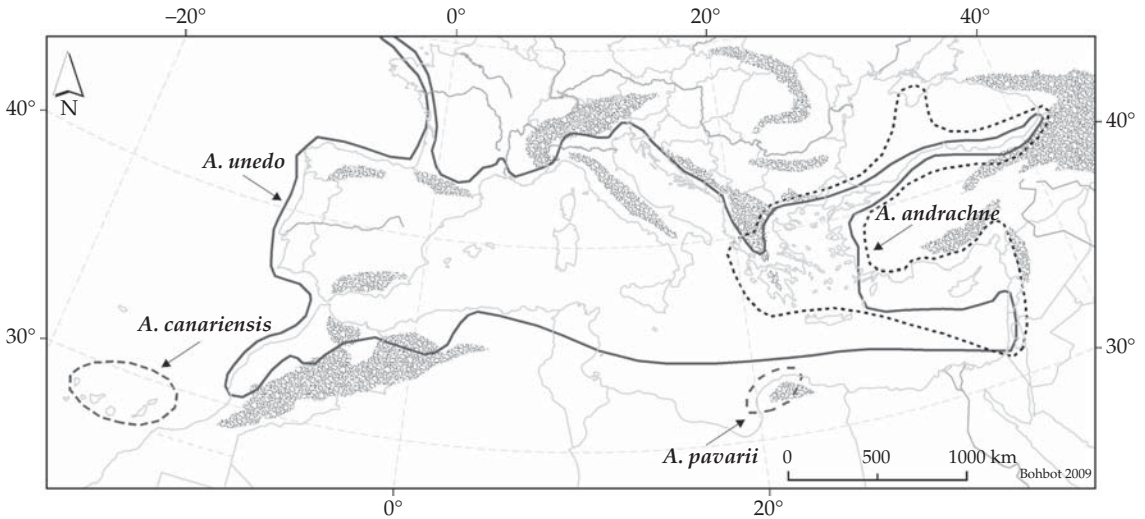 –20° 0° 20° 40°
N
40° 40°
A. unedo
A. andrachne
A. canariensis
30° 30°
A. pavarii
0 500 1000 km
Bohbot 2009
0° 20°